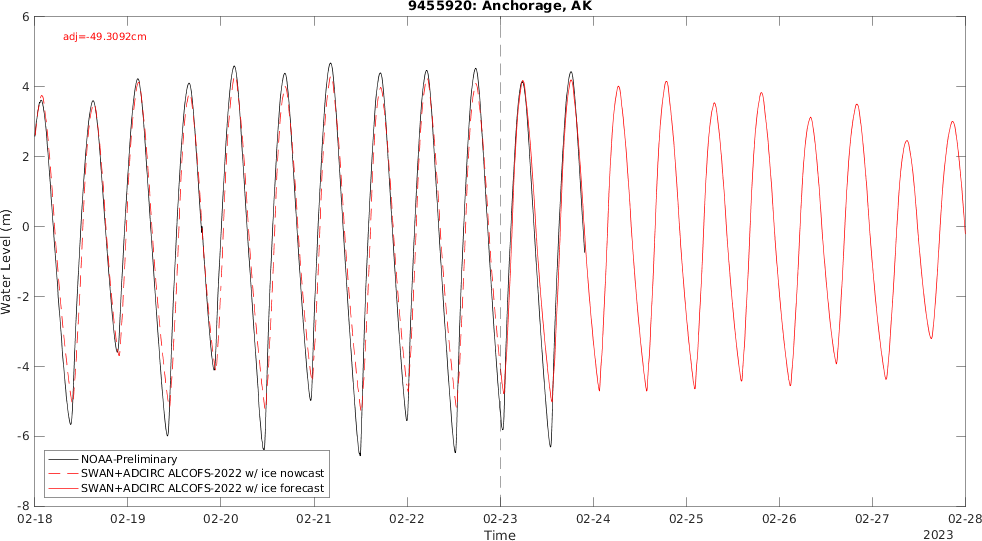 9455920: Anchorage, AK
adj=-49.3092cm
6
4
2
0
-2
-4
-6
-8
Water Level (m)
NOAA-Preliminary
SWAN+ADCIRC ALCOFS-2022 w/ ice nowcast
SWAN+ADCIRC ALCOFS-2022 w/ ice forecast
02-18 02-19 02-20 02-21 02-22 02-23 02-24 02-25 02-26 02-27 02-28
Time
2023